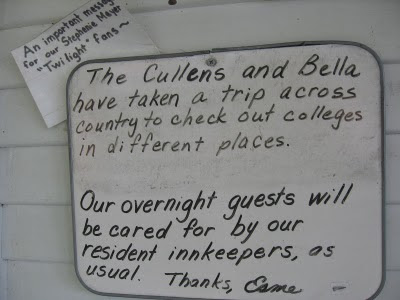 An important message
for our Stephenie Meyer
"Twilight" fans~
The Cullens and Bella
have taken a trip across
country to check out colleges
in different places.
Our overnight guests will
be cared for by our
resident innkeepers, as
usual. Thanks, Esme